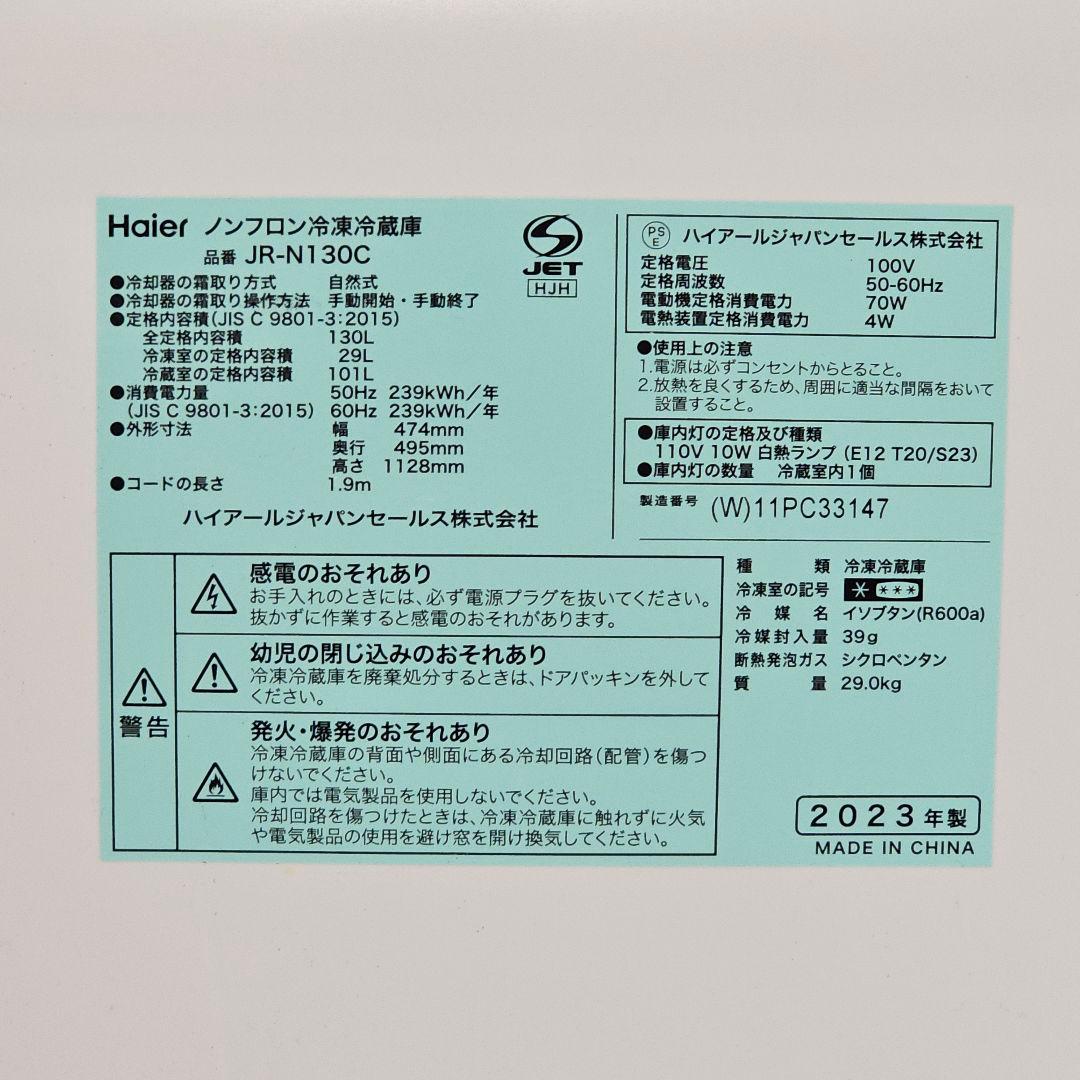 Haier ノンフロン冷凍冷蔵庫
品番 JR-N130C
●冷却器の霜取り方式 自然式
●冷却器の霜取り操作方法 手動開始・手動終了
●定格内容積(JIS C 9801-3:2015)
全定格内容積 130L
冷凍室の定格内容積 29L
冷蔵室の定格内容積 101L
●消費電力量 50Hz 239kWh/年
(JIS C 9801-3:2015) 60Hz 239kWh/年
●外形寸法 幅 474mm
奥行 495mm
高さ 1128mm
●コードの長さ 1.9m
ハイアールジャパンセールス株式会社
JET
HJH
PS
E
ハイアールジャパンセールス株式会社
定格電圧 100V
定格周波数 50-60Hz
電動機定格消費電力 70W
電熱装置定格消費電力 4W
●使用上の注意
1.電源は必ずコンセントからとること。
2.放熱を良くするため、周囲に適当な間隔をおいて
設置すること。
●庫内灯の定格及び種類
110V 10W 白熱ランプ (E12 T20/S23)
●庫内灯の数量 冷蔵室内1個
製造番号 (W)11PC33147
警告
感電のおそれあり
お手入れのときには、必ず電源プラグを抜いてください。
抜かずに作業すると感電のおそれがあります。
幼児の閉じ込みのおそれあり
冷凍冷蔵庫を廃棄処分するときは、ドアパッキンを外して
ください。
発火・爆発のおそれあり
冷凍冷蔵庫の背面や側面にある冷却回路(配管)を傷つ
けないでください。
庫内では電気製品を使用しないでください。
冷却回路を傷つけたときは、冷凍冷蔵庫に触れずに火気
や電気製品の使用を避け窓を開け換気してください。
種類 冷凍冷蔵庫
冷凍室の記号 * ***
冷媒名 イソブタン(R600a)
冷媒封入量 39g
断熱発泡ガス シクロペンタン
質量 29.0kg
2023年製
MADE IN CHINA